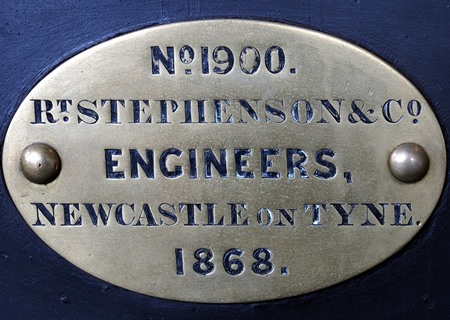 No 1900.
RT. STEPHENSON & Co
ENGINEERS,
NEWCASTLE ON TYNE.
1868.